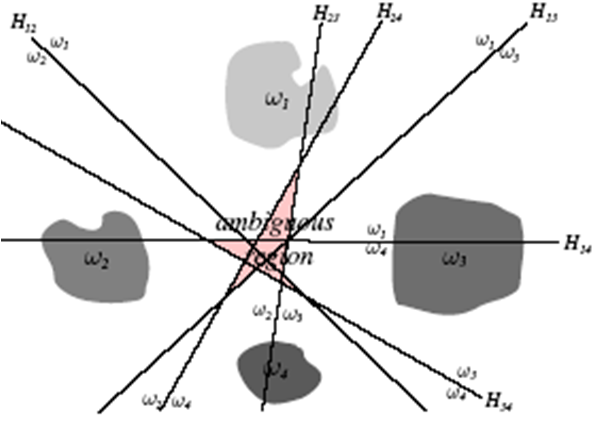 H₁₂ H₂₃ H₂₄ H₁₃
ω₂ ω₁
ω₁ ω₃
ω₁
ambiguous
region
ω₁
ω₄
H₁₄
ω₂
ω₃
ω₂ ω₃
ω₄
ω₂ ω₄
ω₃
ω₄
H₃₄